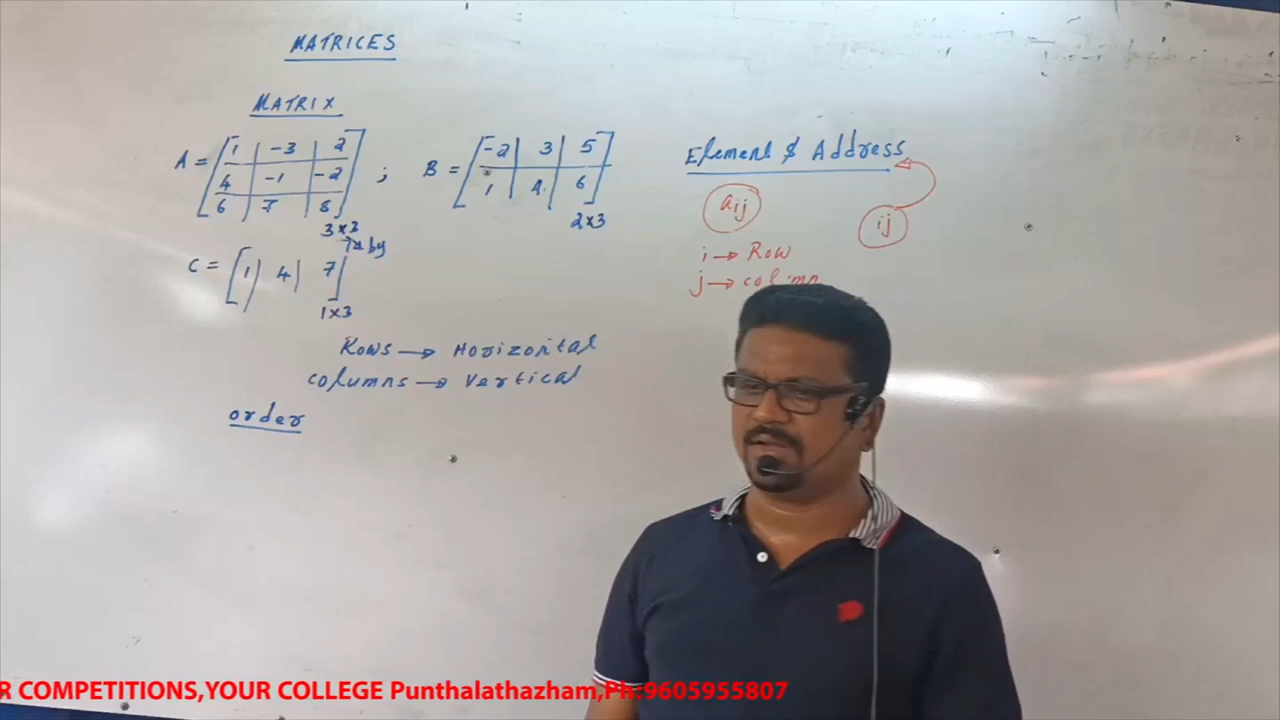 MATRICES
MATRIX
A = [1 -3 2
4 -1 -2
6 7 8] 3×3 ;
by
B = [-2 3 5
1 4 6] 2×3
C = [1 4 7] 1×3
Rows → Horizontal
columns → Vertical
order
Element & Address
aij ij
i → Row
j → column
R COMPETITIONS,YOUR COLLEGE Punthalathazham,Ph:9605955807